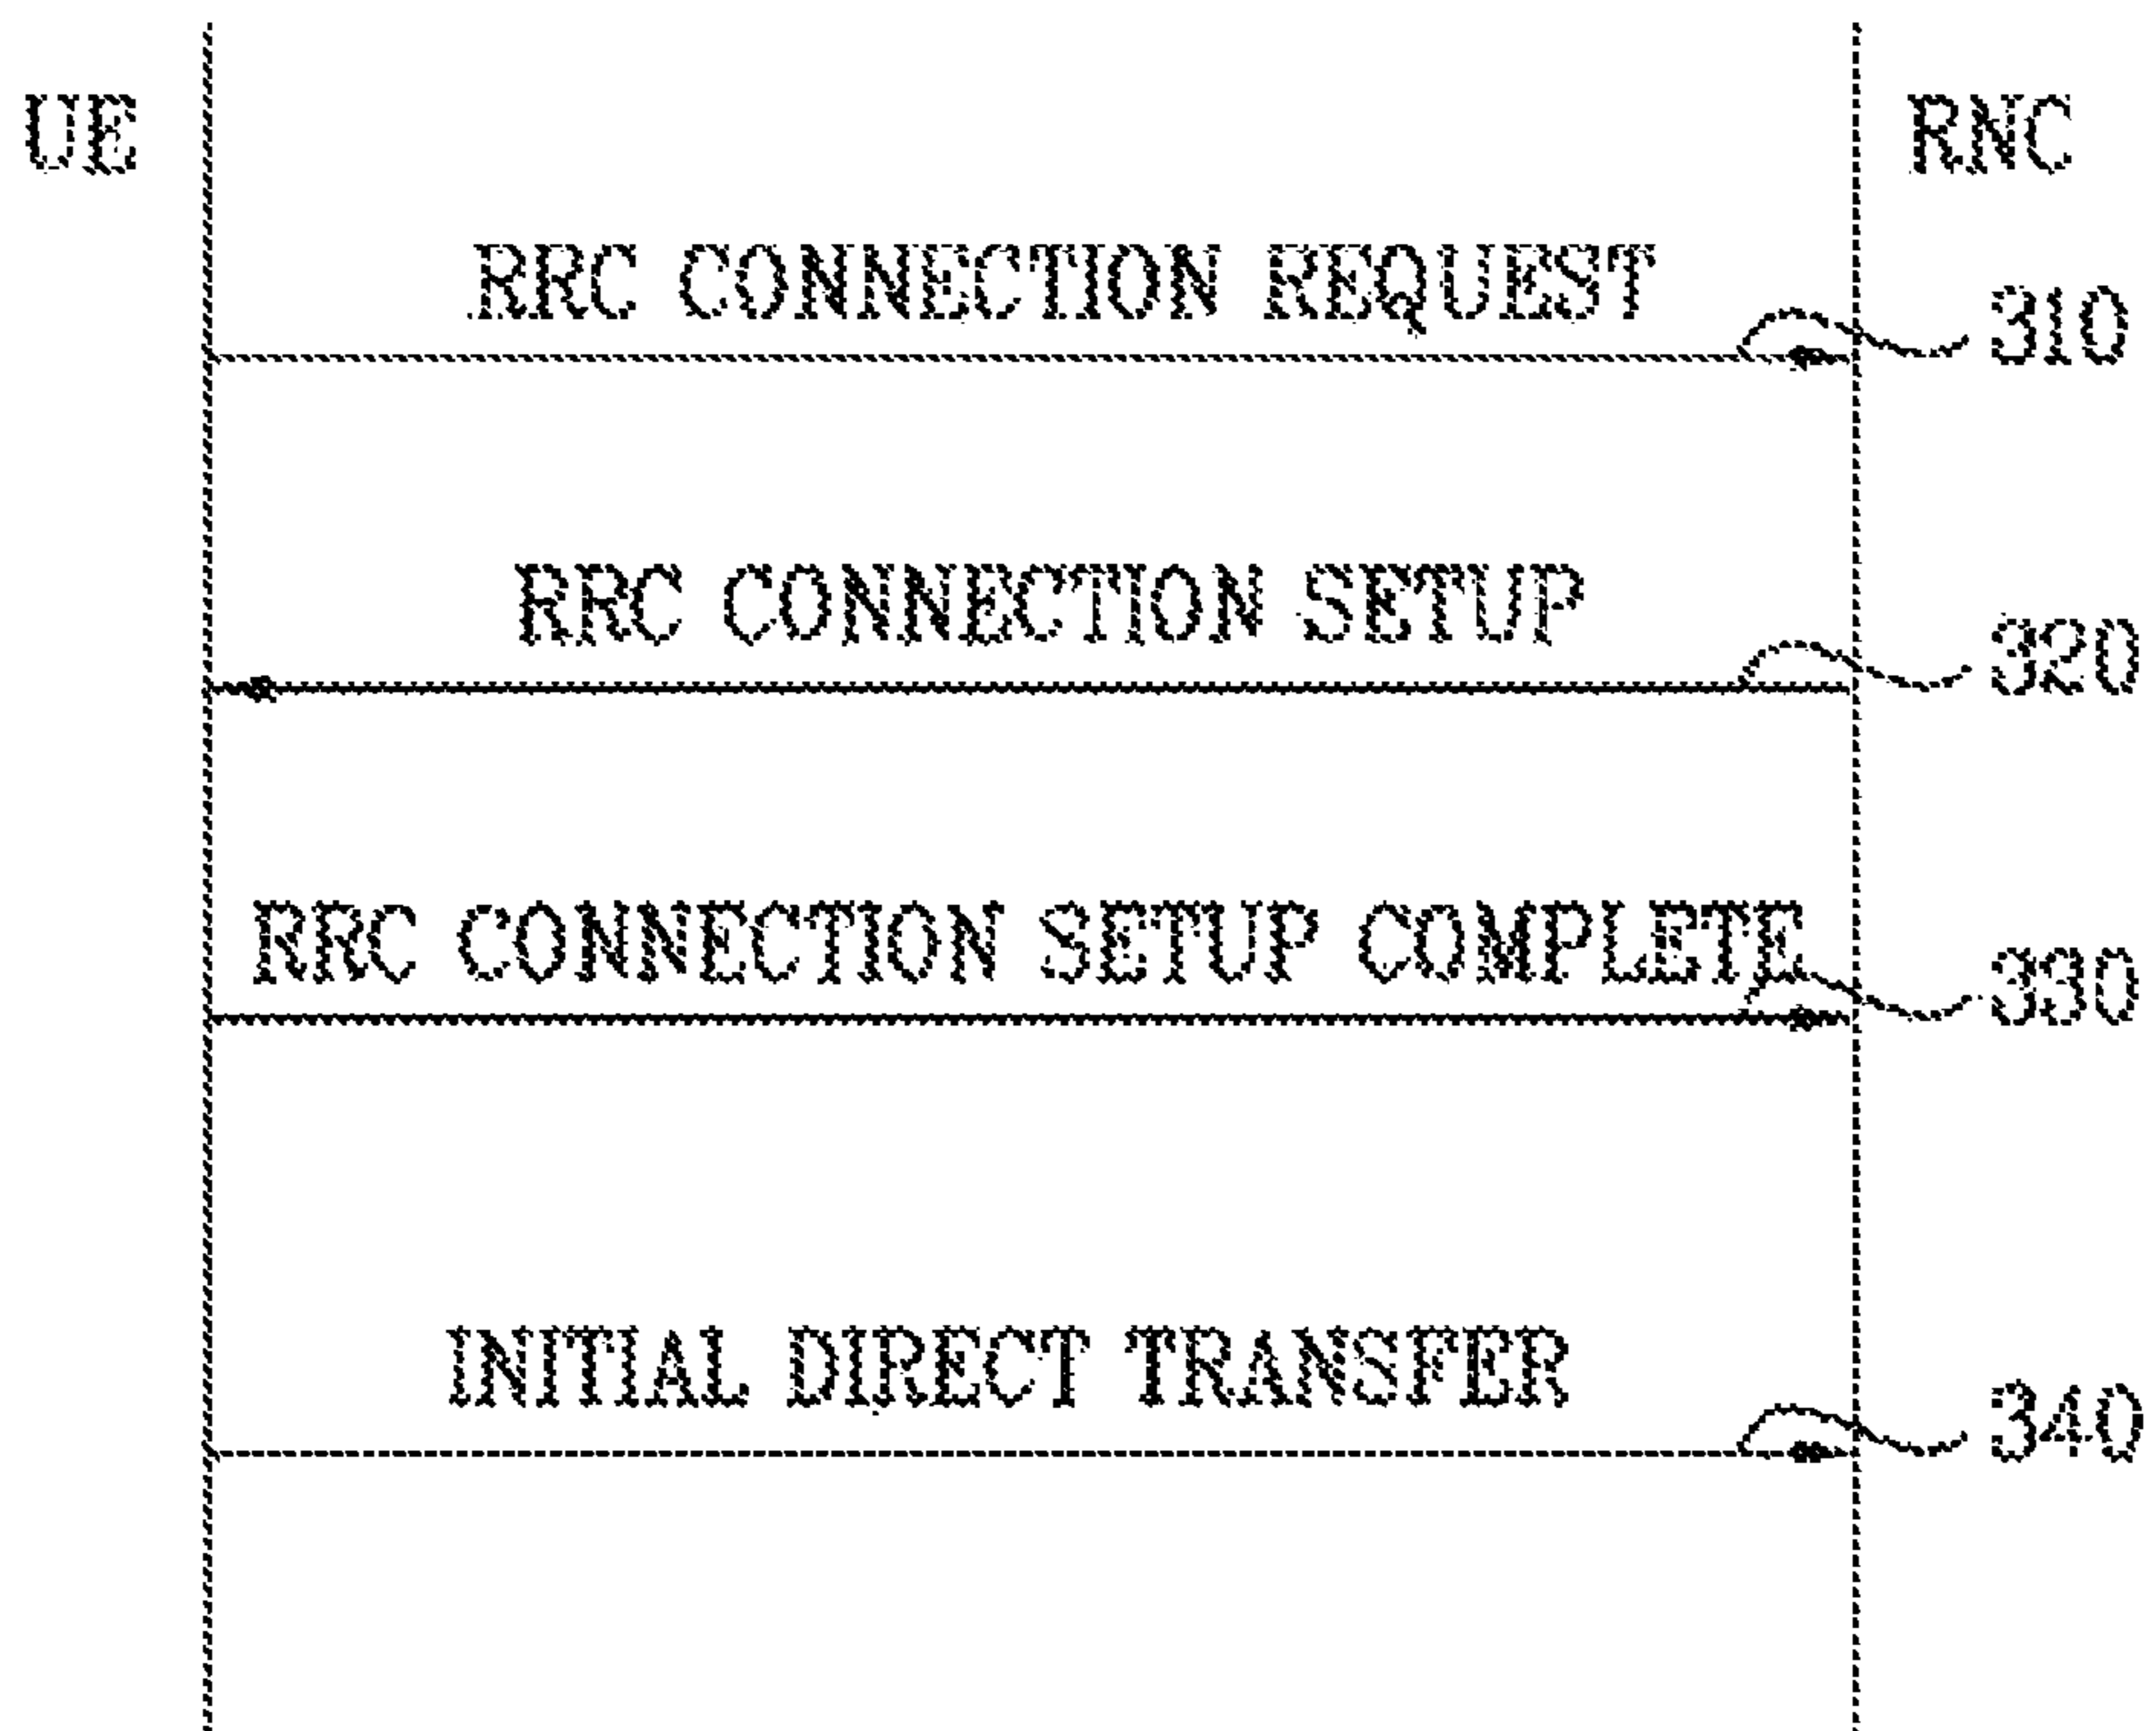 UE RNC
RRC CONNECTION REQUEST
310
RRC CONNECTION SETUP
320
RRC CONNECTION SETUP COMPLETE
330
INITIAL DIRECT TRANSFER
340